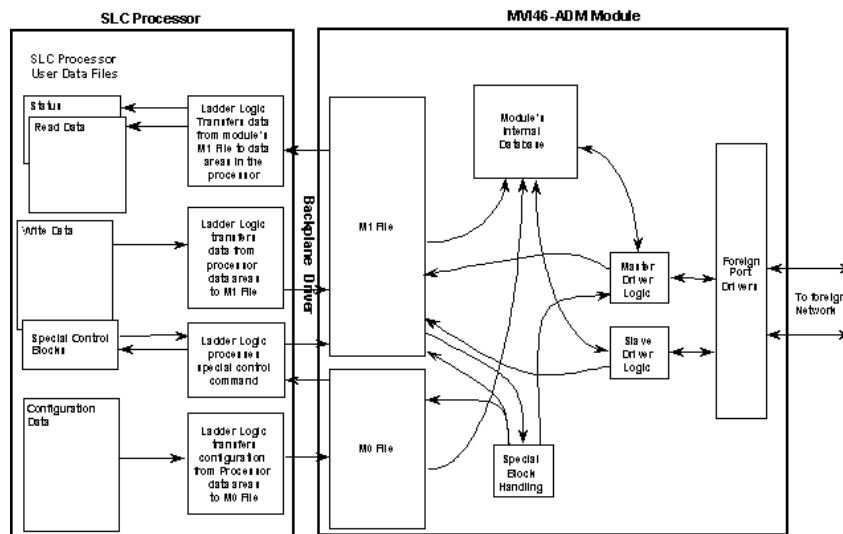 SLC Processor
MVI46-ADM Module
SLC Processor
User Data Files
Status
Read Data
Ladder Logic
Transfers data
from module's
M1 File to data
areas in the
processor
Write Data
Ladder Logic
transfers
data from
processor
data areas
to M1 File
Special Control
Blocks
Ladder Logic
processes
special control
command
Configuration
Data
Ladder Logic
transfers
configuration
from Processor
data areas
to M0 File
Backplane Driver
M1 File
M0 File
Module's
Internal
Database
Master
Driver
Logic
Slave
Driver
Logic
Special
Block
Handling
Foreign
Port
Drivers
To foreign
Network